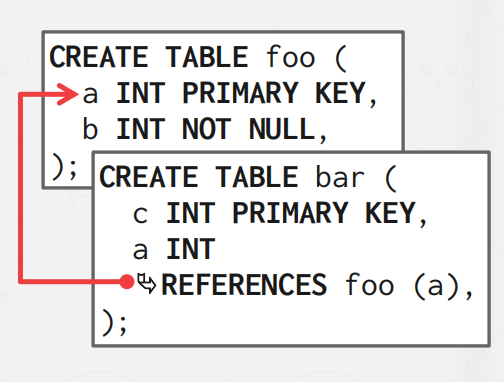 CREATE TABLE foo (
a INT PRIMARY KEY,
b INT NOT NULL,
);
CREATE TABLE bar (
c INT PRIMARY KEY,
a INT
REFERENCES foo (a),
);